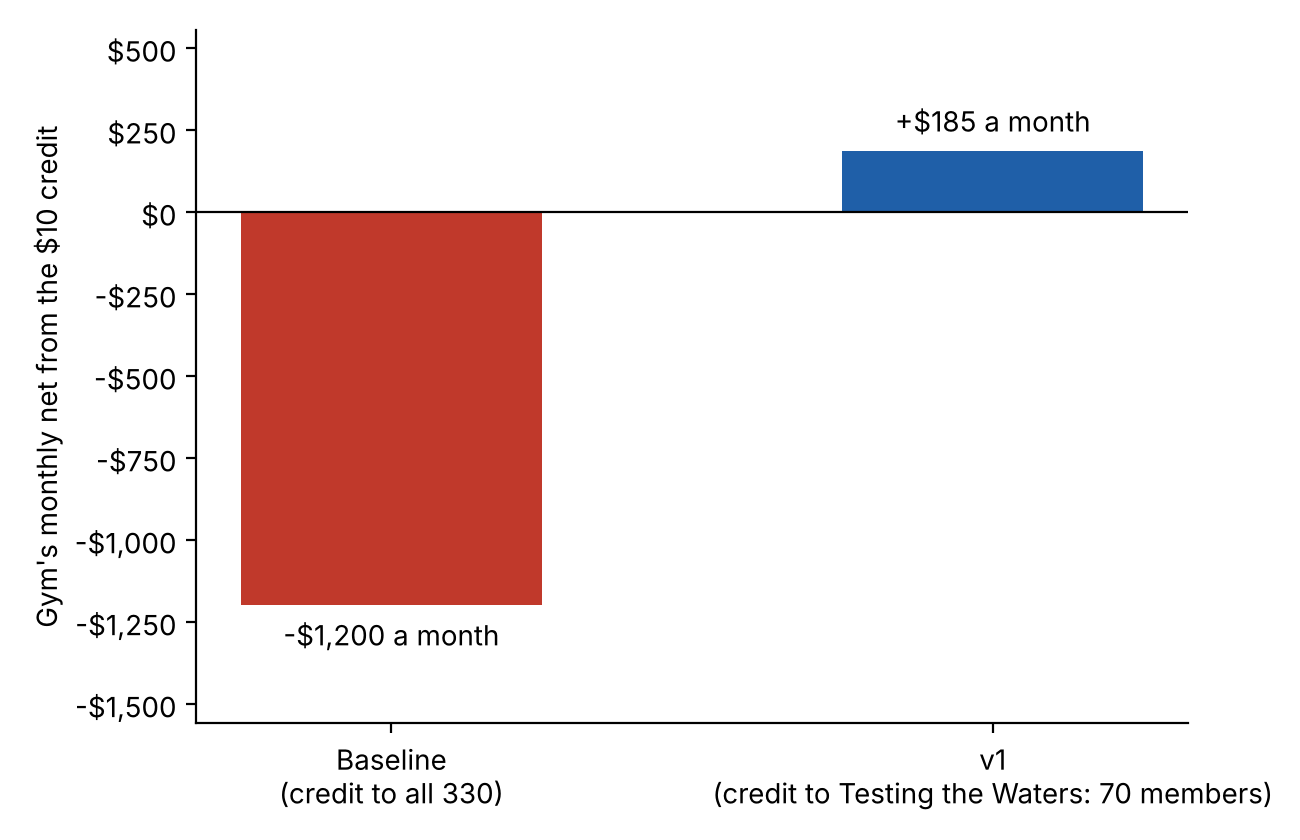 Gym's monthly net from the $10 credit
$500
$250
$0
-$250
-$500
-$750
-$1,000
-$1,250
-$1,500
+$185 a month
-$1,200 a month
Baseline
(credit to all 330)
v1
(credit to Testing the Waters: 70 members)